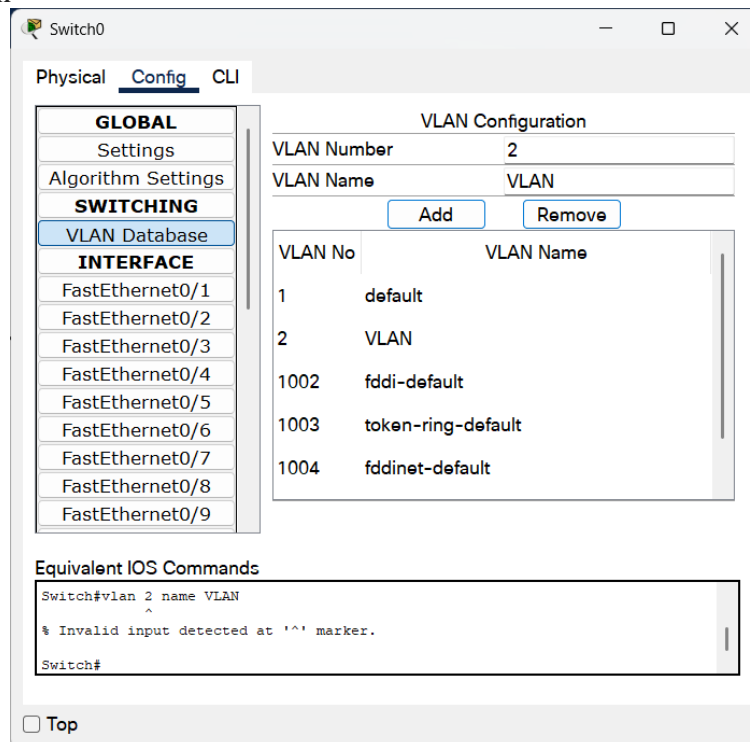 Switch0
Physical Config CLI
GLOBAL
Settings
Algorithm Settings
SWITCHING
VLAN Database
INTERFACE
FastEthernet0/1
FastEthernet0/2
FastEthernet0/3
FastEthernet0/4
FastEthernet0/5
FastEthernet0/6
FastEthernet0/7
FastEthernet0/8
FastEthernet0/9
VLAN Configuration
VLAN Number 2
VLAN Name VLAN
Add Remove
VLAN No VLAN Name
1 default
2 VLAN
1002 fddi-default
1003 token-ring-default
1004 fddinet-default
Equivalent IOS Commands
Switch#vlan 2 name VLAN
^
% Invalid input detected at '^' marker.
Switch#
Top